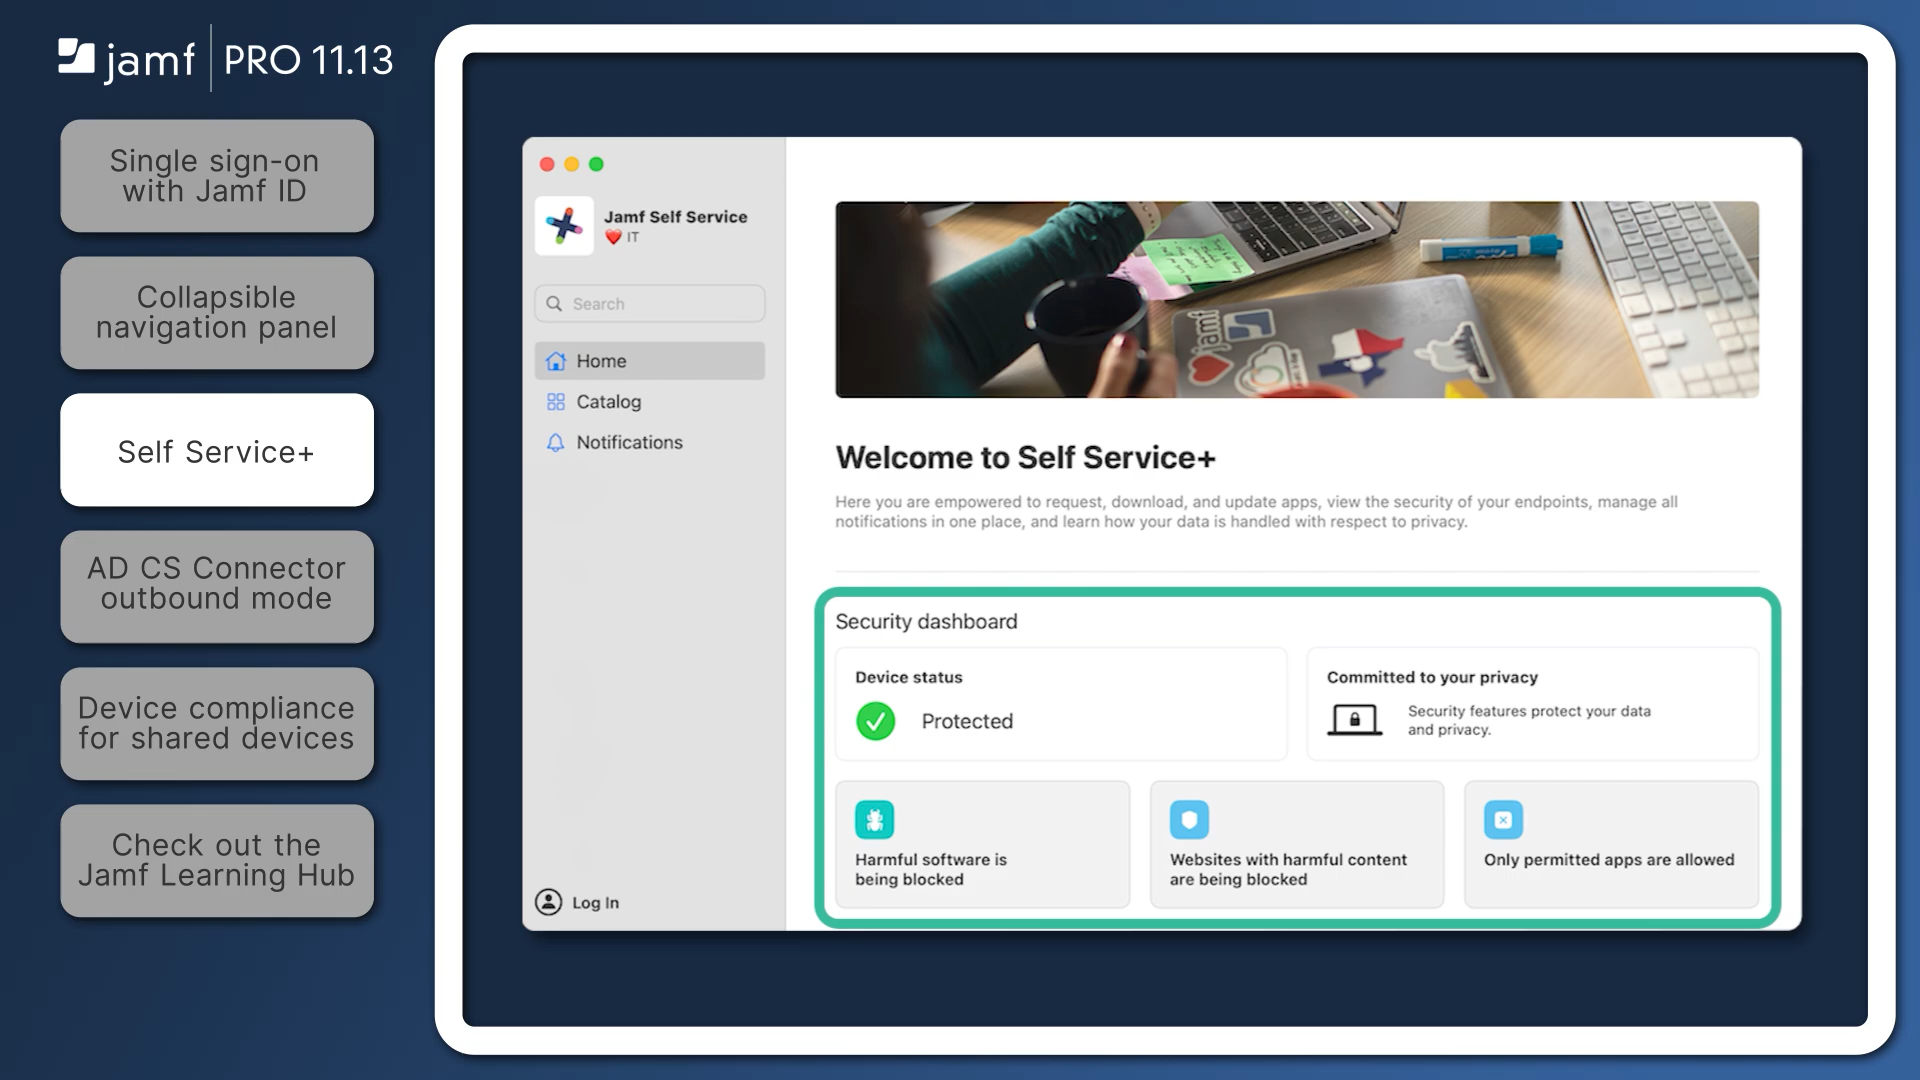 jamf PRO 11.13
Single sign-on
with Jamf ID
Collapsible
navigation panel
Self Service+
AD CS Connector
outbound mode
Device compliance
for shared devices
Check out the
Jamf Learning Hub
Jamf Self Service
❤️ IT
Search
Home
Catalog
Notifications
Log In
jamf
Welcome to Self Service+
Here you are empowered to request, download, and update apps, view the security of your endpoints, manage all
notifications in one place, and learn how your data is handled with respect to privacy.
Security dashboard
Device status
Protected
Committed to your privacy
Security features protect your data
and privacy.
Harmful software is
being blocked
Websites with harmful content
are being blocked
Only permitted apps are allowed